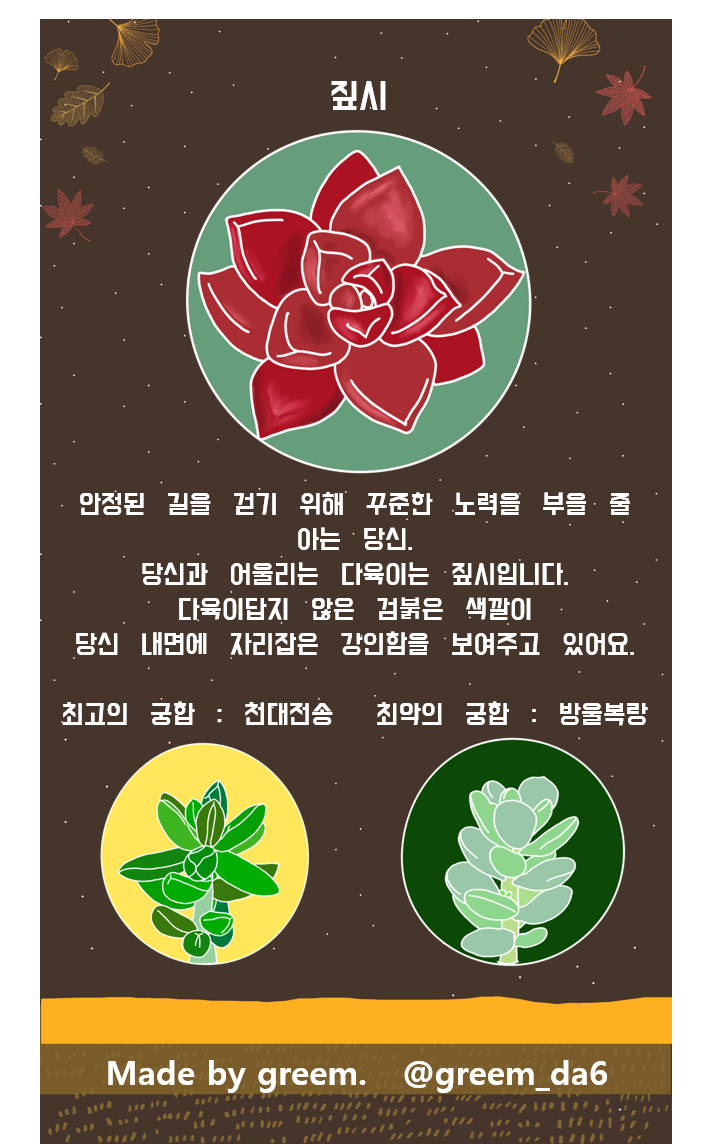 짚시
안정된 길을 걷기 위해 꾸준한 노력을 부을 줄
아는 당신.
당신과 어울리는 다육이는 짚시입니다.
다육이답지 않은 검붉은 색깔이
당신 내면에 자리잡은 강인함을 보여주고 있어요.
최고의 궁합 : 천대전송 최악의 궁합 : 방울복랑
Made by greem. @greem_da6